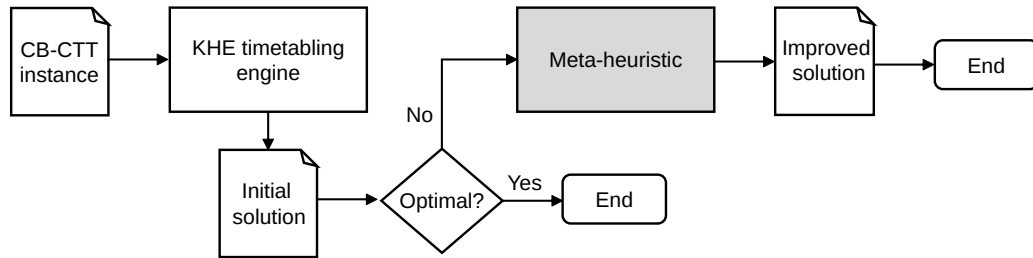 CB-CTT
instance
KHE timetabling
engine
Meta-heuristic
Improved
solution
End
No
Initial
solution
Optimal?
Yes
End